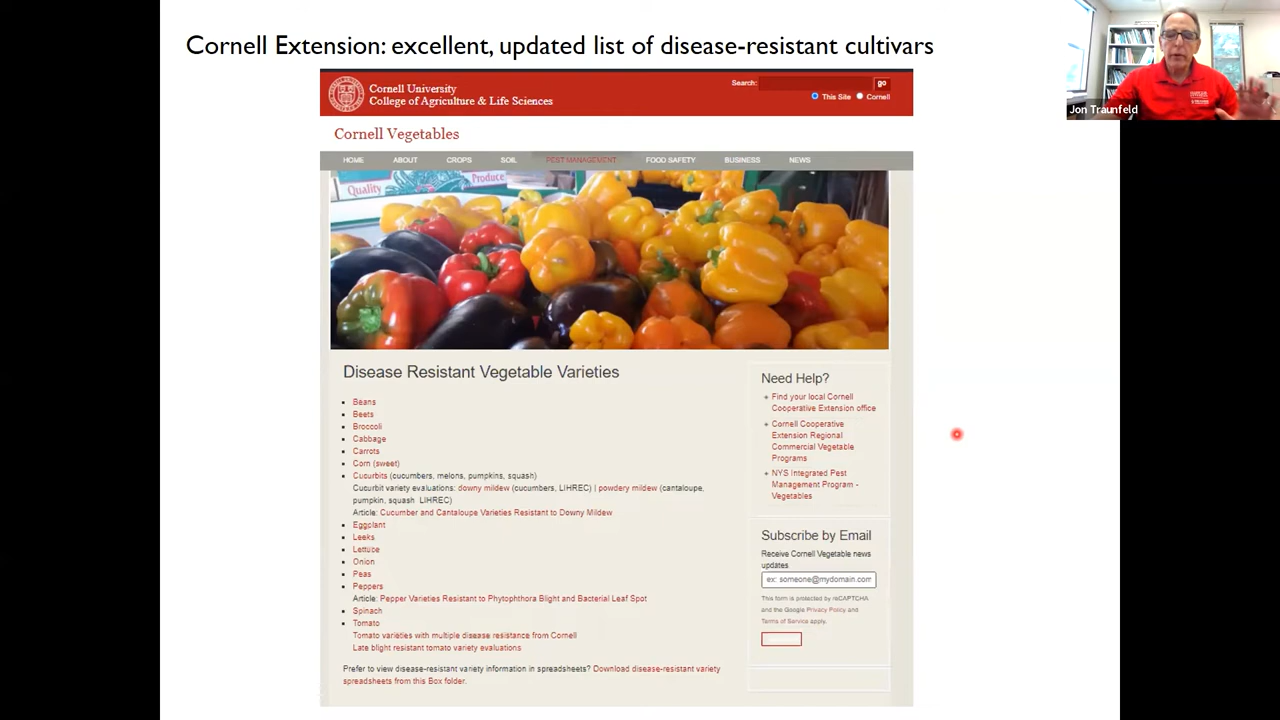 Cornell Extension: excellent, updated list of disease-resistant cultivars
Jon Traunfeld
Cornell University
College of Agriculture & Life Sciences
Search:
go
This Site
Cornell
Cornell Vegetables
HOME ABOUT CROPS SOIL PEST MANAGEMENT FOOD SAFETY BUSINESS NEWS
Quality
Produce
Disease Resistant Vegetable Varieties
Beans
Beets
Broccoli
Cabbage
Carrots
Corn (sweet)
Cucurbits (cucumbers, melons, pumpkins, squash)
Cucurbit variety evaluations: downy mildew (cucumbers, LIHREC) | powdery mildew (cantaloupe,
pumpkin, squash LIHREC)
Article: Cucumber and Cantaloupe Varieties Resistant to Downy Mildew
Eggplant
Leeks
Lettuce
Onion
Peas
Peppers
Article: Pepper Varieties Resistant to Phytophthora Blight and Bacterial Leaf Spot
Spinach
Tomato
Tomato varieties with multiple disease resistance from Cornell
Late blight resistant tomato variety evaluations
Prefer to view disease-resistant variety information in spreadsheets? Download disease-resistant variety
spreadsheets from this Box folder.
Need Help?
Find your local Cornell
Cooperative Extension office
Cornell Cooperative
Extension Regional
Commercial Vegetable
Programs
NYS Integrated Pest
Management Program -
Vegetables
Subscribe by Email
Receive Cornell Vegetable news
updates
ex: someone@mydomain.com
This form is protected by reCAPTCHA
and the Google Privacy Policy and
Terms of Service apply.